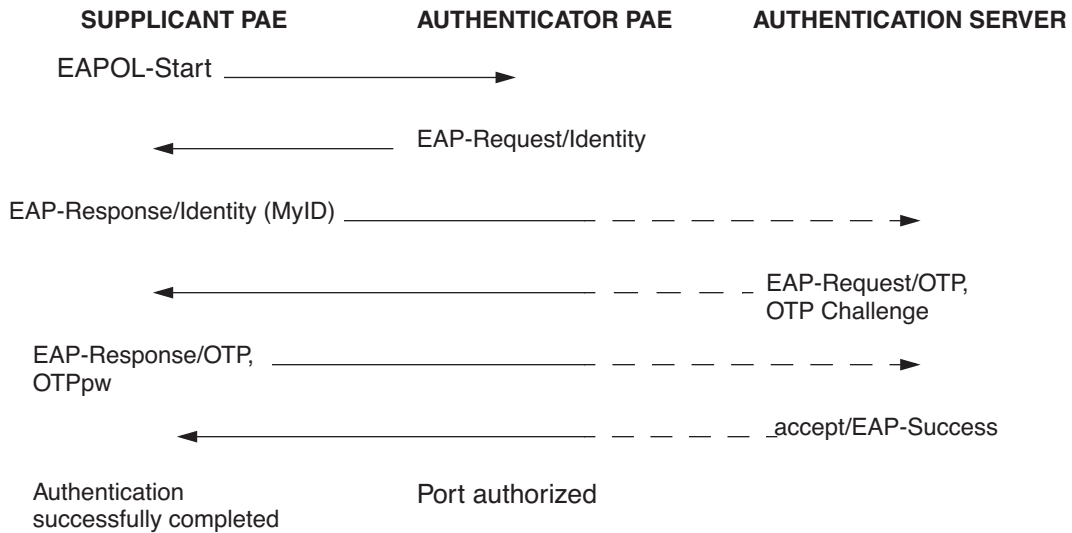 SUPPLICANT PAE AUTHENTICATOR PAE AUTHENTICATION SERVER
EAPOL-Start
EAP-Request/Identity
EAP-Response/Identity (MyID)
EAP-Request/OTP,
OTP Challenge
EAP-Response/OTP,
OTPpw
accept/EAP-Success
Authentication
successfully completed
Port authorized